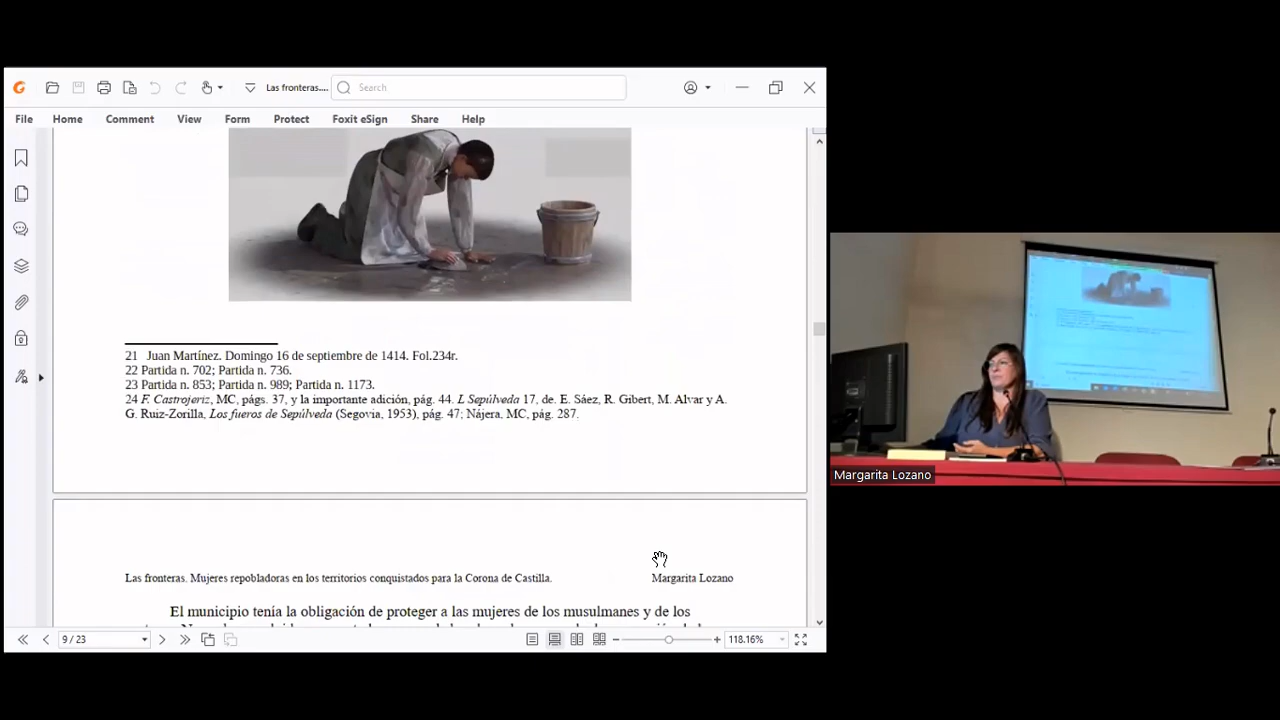 Las fronteras....
Search
File Home Comment View Form Protect Foxit eSign Share Help
21 Juan Martínez. Domingo 16 de septiembre de 1414. Fol.234r.
22 Partida n. 702; Partida n. 736.
23 Partida n. 853; Partida n. 989; Partida n. 1173.
24 F. Castrojeriz, MC, págs. 37, y la importante adición, pág. 44. L Sepúlveda 17, de. E. Sáez, R. Gibert, M. Alvar y A.
G. Ruiz-Zorilla, Los fueros de Sepúlveda (Segovia, 1953), pág. 47; Nájera, MC, pág. 287.
Las fronteras. Mujeres repobladoras en los territorios conquistados para la Corona de Castilla. Margarita Lozano
El municipio tenía la obligación de proteger a las mujeres de los musulmanes y de los
9 / 23
118.16%
Margarita Lozano